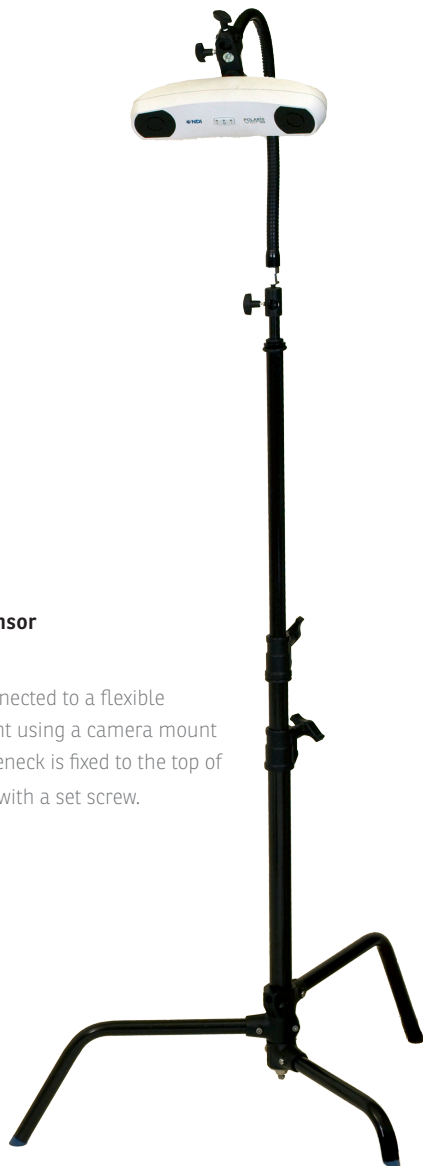 NDI
POLARIS
nsor
nected to a flexible
nt using a camera mount
eneck is fixed to the top of
with a set screw.